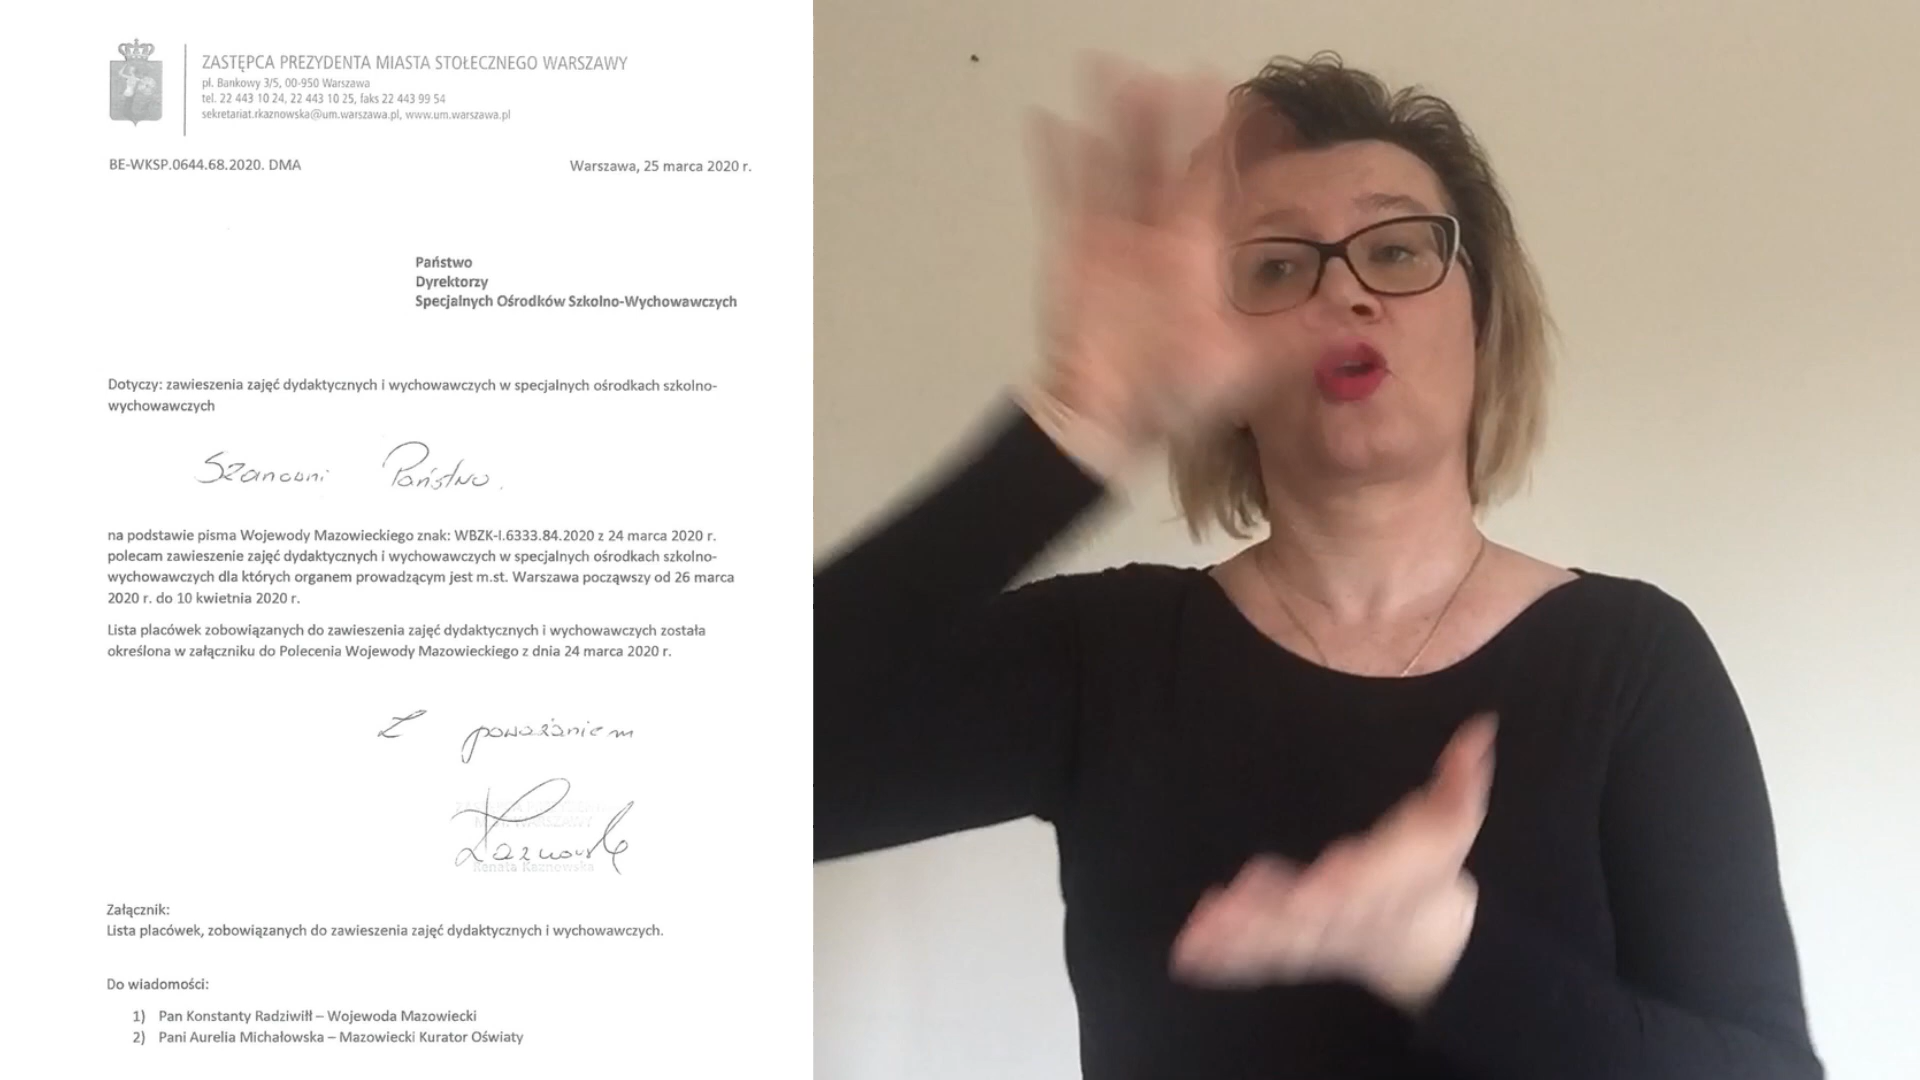 ZASTĘPCA PREZYDENTA MIASTA STOŁECZNEGO WARSZAWY
pl. Bankowy 3/5, 00-950 Warszawa
tel. 22 443 10 24, 22 443 10 25, faks 22 443 99 54
sekretariat.rkaznowska@um.warszawa.pl, www.um.warszawa.pl
BE-WKSP.0644.68.2020. DMA
Warszawa, 25 marca 2020 r.
Państwo
Dyrektorzy
Specjalnych Ośrodków Szkolno-Wychowawczych
Dotyczy: zawieszenia zajęć dydaktycznych i wychowawczych w specjalnych ośrodkach szkolno-
wychowawczych
Szanowni Państwo.
na podstawie pisma Wojewody Mazowieckiego znak: WBZK-I.6333.84.2020 z 24 marca 2020 r.
polecam zawieszenie zajęć dydaktycznych i wychowawczych w specjalnych ośrodkach szkolno-
wychowawczych dla których organem prowadzącym jest m.st. Warszawa począwszy od 26 marca
2020 r. do 10 kwietnia 2020 r.
Lista placówek zobowiązanych do zawieszenia zajęć dydaktycznych i wychowawczych została
określona w załączniku do Polecenia Wojewody Mazowieckiego z dnia 24 marca 2020 r.
Z poważaniem
ZASTĘPCA PREZYDENTA
M.ST. WARSZAWY
Renata Kaznowska
Załącznik:
Lista placówek, zobowiązanych do zawieszenia zajęć dydaktycznych i wychowawczych.
Do wiadomości:
1) Pan Konstanty Radziwiłł – Wojewoda Mazowiecki
2) Pani Aurelia Michałowska – Mazowiecki Kurator Oświaty